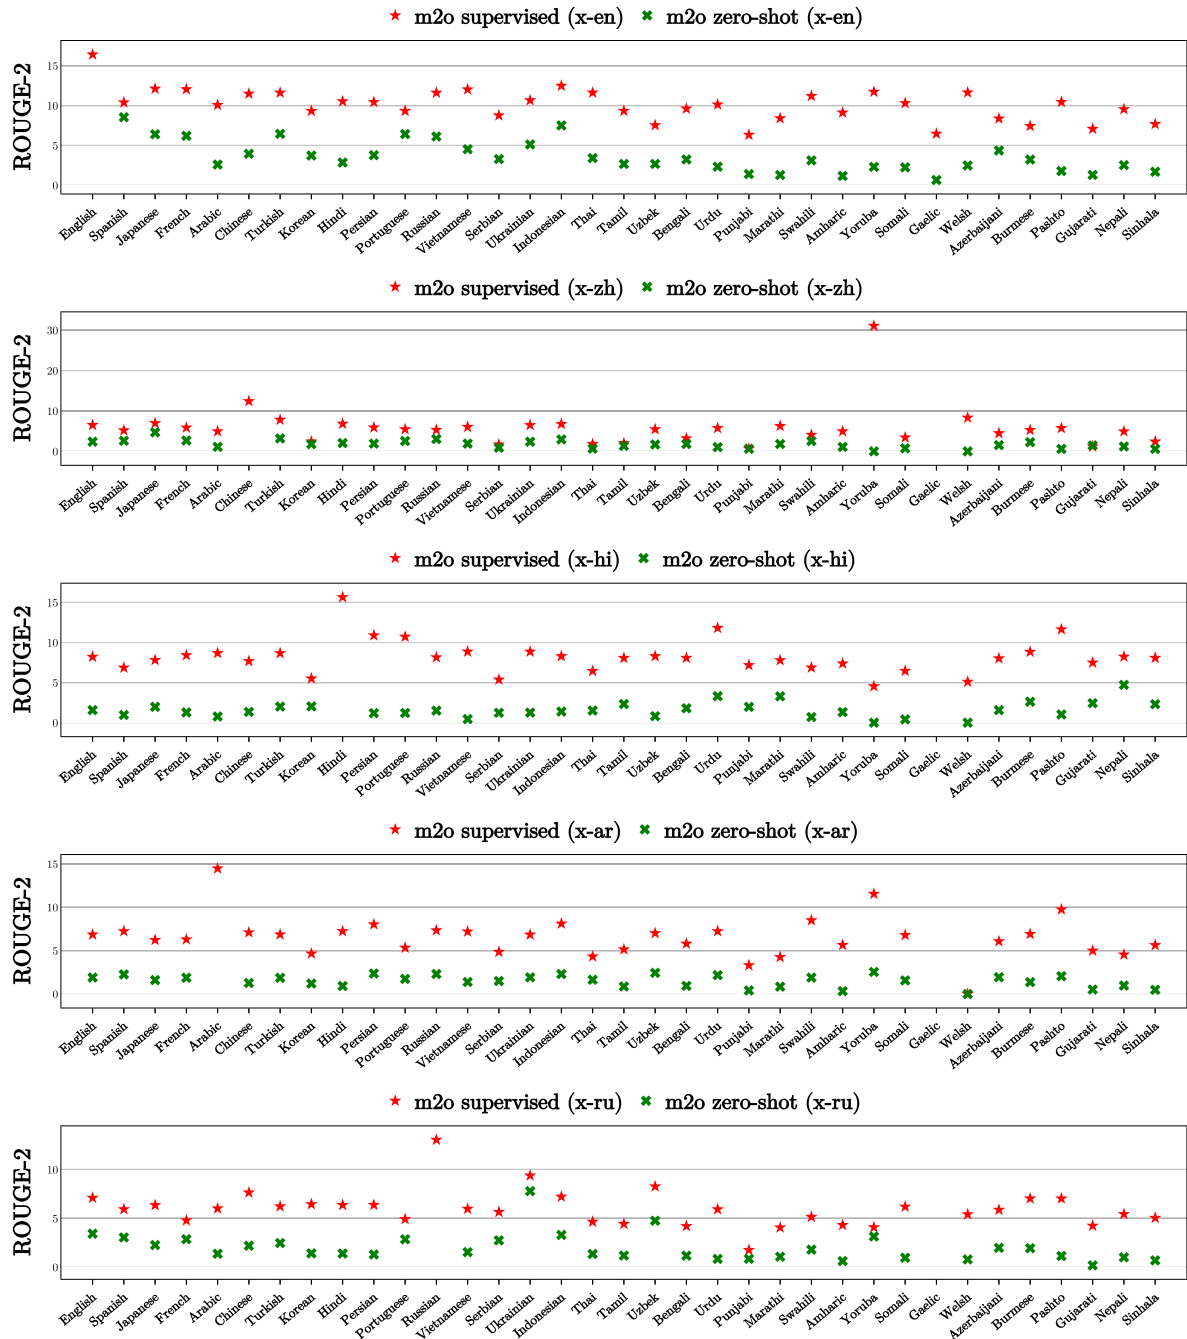 m2o supervised (x-en) m2o zero-shot (x-en)
ROUGE-2
15
10
5
0
English Spanish Japanese French Arabic Chinese Turkish Korean Hindi Persian Portuguese Russian Vietnamese Serbian Ukrainian Indonesian Thai Tamil Uzbek Bengali Urdu Punjabi Marathi Swahili Amharic Yoruba Somali Gaelic Welsh Azerbaijani Burmese Pashto Gujarati Nepali Sinhala
m2o supervised (x-zh) m2o zero-shot (x-zh)
ROUGE-2
30
20
10
0
English Spanish Japanese French Arabic Chinese Turkish Korean Hindi Persian Portuguese Russian Vietnamese Serbian Ukrainian Indonesian Thai Tamil Uzbek Bengali Urdu Punjabi Marathi Swahili Amharic Yoruba Somali Gaelic Welsh Azerbaijani Burmese Pashto Gujarati Nepali Sinhala
m2o supervised (x-hi) m2o zero-shot (x-hi)
ROUGE-2
15
10
5
0
English Spanish Japanese French Arabic Chinese Turkish Korean Hindi Persian Portuguese Russian Vietnamese Serbian Ukrainian Indonesian Thai Tamil Uzbek Bengali Urdu Punjabi Marathi Swahili Amharic Yoruba Somali Gaelic Welsh Azerbaijani Burmese Pashto Gujarati Nepali Sinhala
m2o supervised (x-ar) m2o zero-shot (x-ar)
ROUGE-2
15
10
5
0
English Spanish Japanese French Arabic Chinese Turkish Korean Hindi Persian Portuguese Russian Vietnamese Serbian Ukrainian Indonesian Thai Tamil Uzbek Bengali Urdu Punjabi Marathi Swahili Amharic Yoruba Somali Gaelic Welsh Azerbaijani Burmese Pashto Gujarati Nepali Sinhala
m2o supervised (x-ru) m2o zero-shot (x-ru)
ROUGE-2
10
5
0
English Spanish Japanese French Arabic Chinese Turkish Korean Hindi Persian Portuguese Russian Vietnamese Serbian Ukrainian Indonesian Thai Tamil Uzbek Bengali Urdu Punjabi Marathi Swahili Amharic Yoruba Somali Gaelic Welsh Azerbaijani Burmese Pashto Gujarati Nepali Sinhala